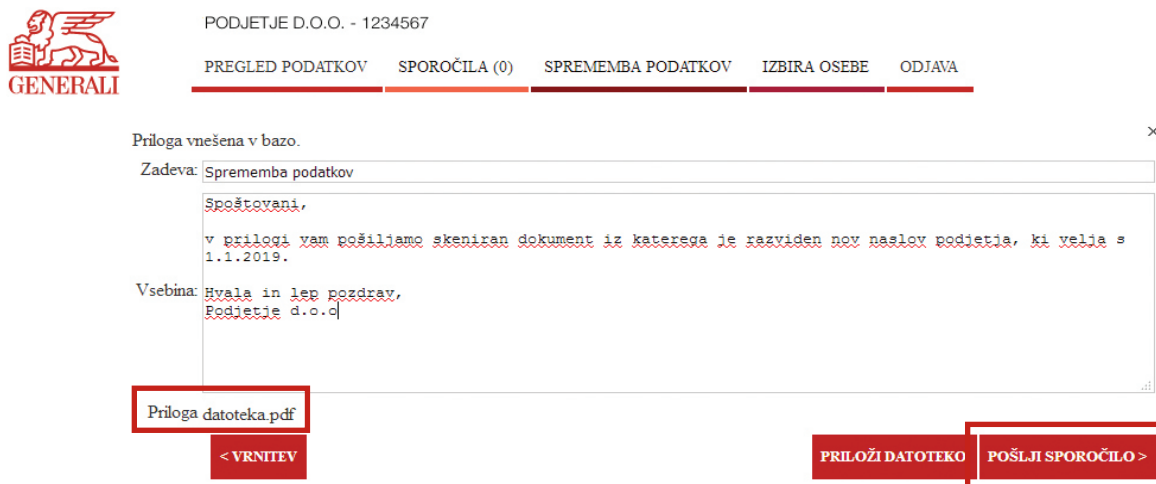 PODJETJE D.O.O. - 1234567
GENERALI
PREGLED PODATKOV SPOROČILA (0) SPREMEMBA PODATKOV IZBIRA OSEBE ODJAVA
Priloga vnešena v bazo.
Zadeva: Sprememba podatkov
Spoštovani,
v prilogi vam pošiljamo skeniran dokument iz katerega je razviden nov naslov podjetja, ki velja s
1.1.2019.
Vsebina: Hvala in lep pozdrav,
Podjetje d.o.o
Priloga datoteka.pdf
< VRNITEV PRILOŽI DATOTEKO POŠLJI SPOROČILO >